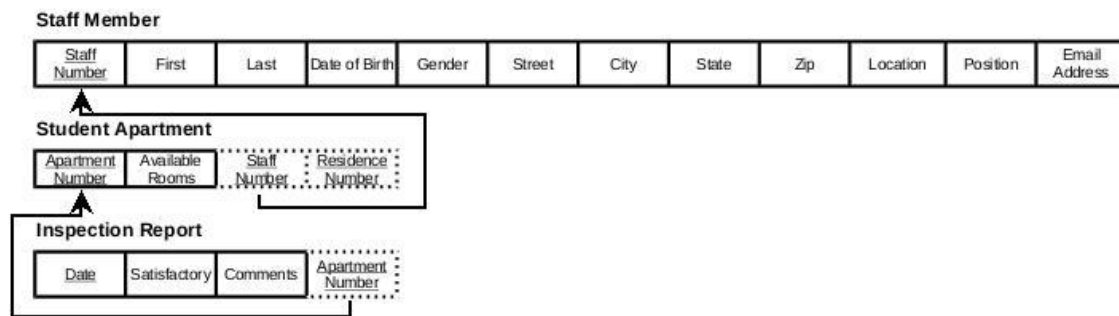 Staff Member
Staff Number First Last Date of Birth Gender Street City State Zip Location Position Email Address
Student Apartment
Apartment Number Available Rooms Staff Number Residence Number
Inspection Report
Date Satisfactory Comments Apartment Number